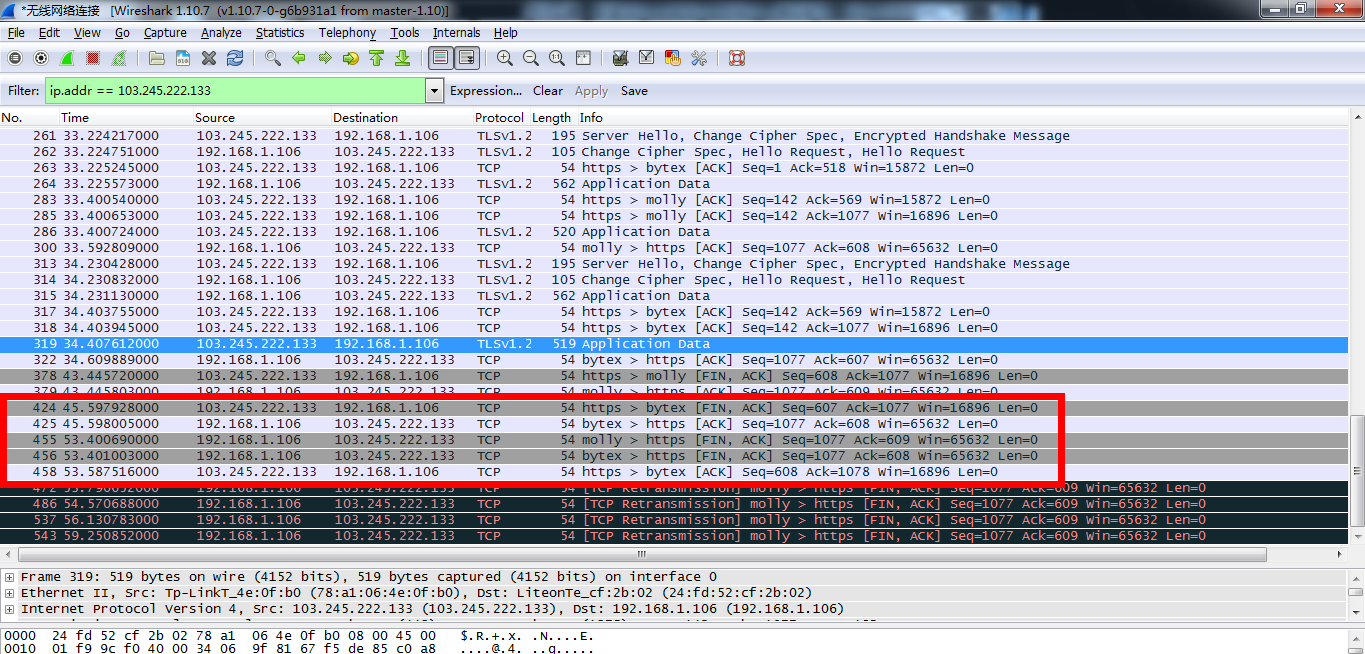 *无线网络连接 [Wireshark 1.10.7 (v1.10.7-0-g6b931a1 from master-1.10)]
File Edit View Go Capture Analyze Statistics Telephony Tools Internals Help
Filter: ip.addr == 103.245.222.133 Expression... Clear Apply Save
No. Time Source Destination Protocol Length Info
261 33.224217000 103.245.222.133 192.168.1.106 TLSv1.2 195 Server Hello, Change Cipher Spec, Encrypted Handshake Message
262 33.224751000 192.168.1.106 103.245.222.133 TLSv1.2 105 Change Cipher Spec, Hello Request, Hello Request
263 33.225245000 103.245.222.133 192.168.1.106 TCP 54 https > bytex [ACK] Seq=1 Ack=518 Win=15872 Len=0
264 33.225573000 192.168.1.106 103.245.222.133 TLSv1.2 562 Application Data
283 33.400540000 103.245.222.133 192.168.1.106 TCP 54 https > molly [ACK] Seq=142 Ack=569 Win=15872 Len=0
285 33.400653000 103.245.222.133 192.168.1.106 TCP 54 https > molly [ACK] Seq=142 Ack=1077 Win=16896 Len=0
286 33.400724000 103.245.222.133 192.168.1.106 TLSv1.2 520 Application Data
300 33.592809000 192.168.1.106 103.245.222.133 TCP 54 molly > https [ACK] Seq=1077 Ack=608 Win=65632 Len=0
313 34.230428000 103.245.222.133 192.168.1.106 TLSv1.2 195 Server Hello, Change Cipher Spec, Encrypted Handshake Message
314 34.230832000 192.168.1.106 103.245.222.133 TLSv1.2 105 Change Cipher Spec, Hello Request, Hello Request
315 34.231130000 192.168.1.106 103.245.222.133 TLSv1.2 562 Application Data
317 34.403755000 103.245.222.133 192.168.1.106 TCP 54 https > bytex [ACK] Seq=142 Ack=569 Win=15872 Len=0
318 34.403945000 103.245.222.133 192.168.1.106 TCP 54 https > bytex [ACK] Seq=142 Ack=1077 Win=16896 Len=0
319 34.407612000 103.245.222.133 192.168.1.106 TLSv1.2 519 Application Data
322 34.609889000 192.168.1.106 103.245.222.133 TCP 54 bytex > https [ACK] Seq=1077 Ack=607 Win=65632 Len=0
378 43.445720000 103.245.222.133 192.168.1.106 TCP 54 https > molly [FIN, ACK] Seq=608 Ack=1077 Win=16896 Len=0
379 43.445803000 192.168.1.106 103.245.222.133 TCP 54 molly > https [ACK] Seq=1077 Ack=609 Win=65632 Len=0
424 45.597928000 103.245.222.133 192.168.1.106 TCP 54 https > bytex [FIN, ACK] Seq=607 Ack=1077 Win=16896 Len=0
425 45.598005000 192.168.1.106 103.245.222.133 TCP 54 bytex > https [ACK] Seq=1077 Ack=608 Win=65632 Len=0
455 53.400690000 192.168.1.106 103.245.222.133 TCP 54 molly > https [FIN, ACK] Seq=1077 Ack=609 Win=65632 Len=0
456 53.401003000 192.168.1.106 103.245.222.133 TCP 54 bytex > https [FIN, ACK] Seq=1077 Ack=608 Win=65632 Len=0
458 53.587516000 103.245.222.133 192.168.1.106 TCP 54 https > bytex [ACK] Seq=608 Ack=1078 Win=16896 Len=0
192.168.1.106 103.245.222.133 TCP 54 [TCP Retransmission] molly > https [FIN, ACK] Seq=1077 Ack=609 Win=65632 Len=0
486 54.570688000 192.168.1.106 103.245.222.133 TCP 54 [TCP Retransmission] molly > https [FIN, ACK] Seq=1077 Ack=609 Win=65632 Len=0
537 56.130783000 192.168.1.106 103.245.222.133 TCP 54 [TCP Retransmission] molly > https [FIN, ACK] Seq=1077 Ack=609 Win=65632 Len=0
543 59.250852000 192.168.1.106 103.245.222.133 TCP 54 [TCP Retransmission] molly > https [FIN, ACK] Seq=1077 Ack=609 Win=65632 Len=0
Frame 319: 519 bytes on wire (4152 bits), 519 bytes captured (4152 bits) on interface 0
Ethernet II, Src: Tp-LinkT_4e:0f:b0 (78:a1:06:4e:0f:b0), Dst: LiteonTe_cf:2b:02 (24:fd:52:cf:2b:02)
Internet Protocol Version 4, Src: 103.245.222.133 (103.245.222.133), Dst: 192.168.1.106 (192.168.1.106)
0000 24 fd 52 cf 2b 02 78 a1 06 4e 0f b0 08 00 45 00 $.R.+.x. .N....E.
0010 01 f9 9c f0 40 00 34 06 9f 81 67 f5 de 85 c0 a8 ....@.4. ..g.....